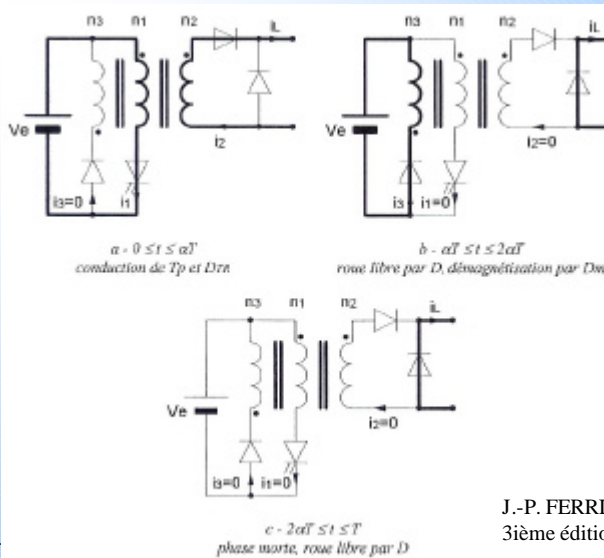 n3 n1 n2 iL
Ve
i2
i3=0 i1
a - 0 ≤ t ≤ αT
conduction de Tp et DTR
n3 n1 n2 iL
Ve
i2=0
i3 i1=0
b - αT ≤ t ≤ 2αT
roue libre par D, démagnétisation par Dm
n3 n1 n2 iL
Ve
i2=0
i3=0 i1=0
c - 2αT ≤ t ≤ T
phase morte, roue libre par D
J.-P. FERRI
3ième éditio